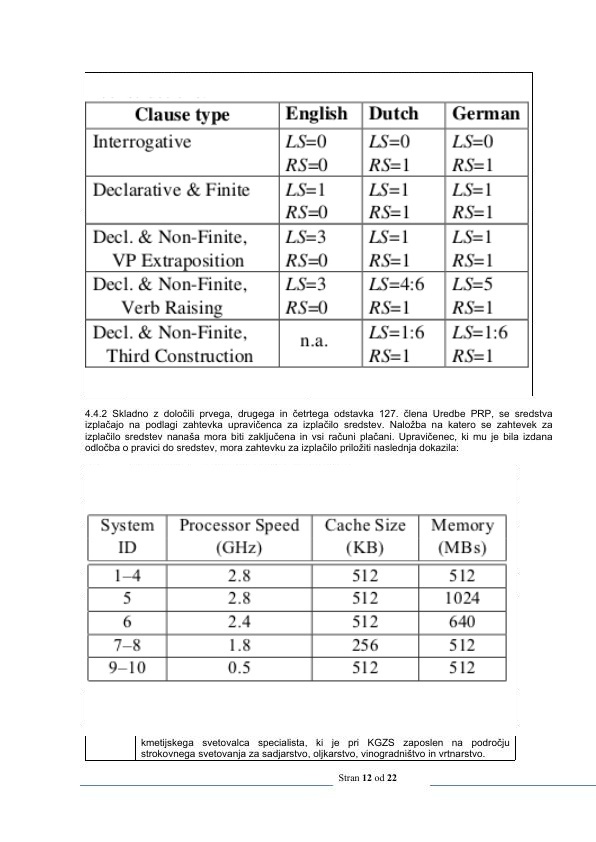 Clause type English Dutch German
Interrogative LS=0 LS=0 LS=0
RS=0 RS=1 RS=1
Declarative & Finite LS=1 LS=1 LS=1
RS=0 RS=1 RS=1
Decl. & Non-Finite, LS=3 LS=1 LS=1
VP Extraposition RS=0 RS=1 RS=1
Decl. & Non-Finite, LS=3 LS=4:6 LS=5
Verb Raising RS=0 RS=1 RS=1
Decl. & Non-Finite, n.a. LS=1:6 LS=1:6
Third Construction RS=1 RS=1
4.4.2 Skladno z določili prvega, drugega in četrtega odstavka 127. člena Uredbe PRP, se sredstva
izplačajo na podlagi zahtevka upravičenca za izplačilo sredstev. Naložba na katero se zahtevek za
izplačilo sredstev nanaša mora biti zaključena in vsi računi plačani. Upravičenec, ki mu je bila izdana
odločba o pravici do sredstev, mora zahtevku za izplačilo priložiti naslednja dokazila:
System Processor Speed Cache Size Memory
ID (GHz) (KB) (MBs)
1–4 2.8 512 512
5 2.8 512 1024
6 2.4 512 640
7–8 1.8 256 512
9–10 0.5 512 512
kmetijskega svetovalca specialista, ki je pri KGZS zaposlen na področju
strokovnega svetovanja za sadjarstvo, oljkarstvo, vinogradništvo in vrtnarstvo.
Stran 12 od 22